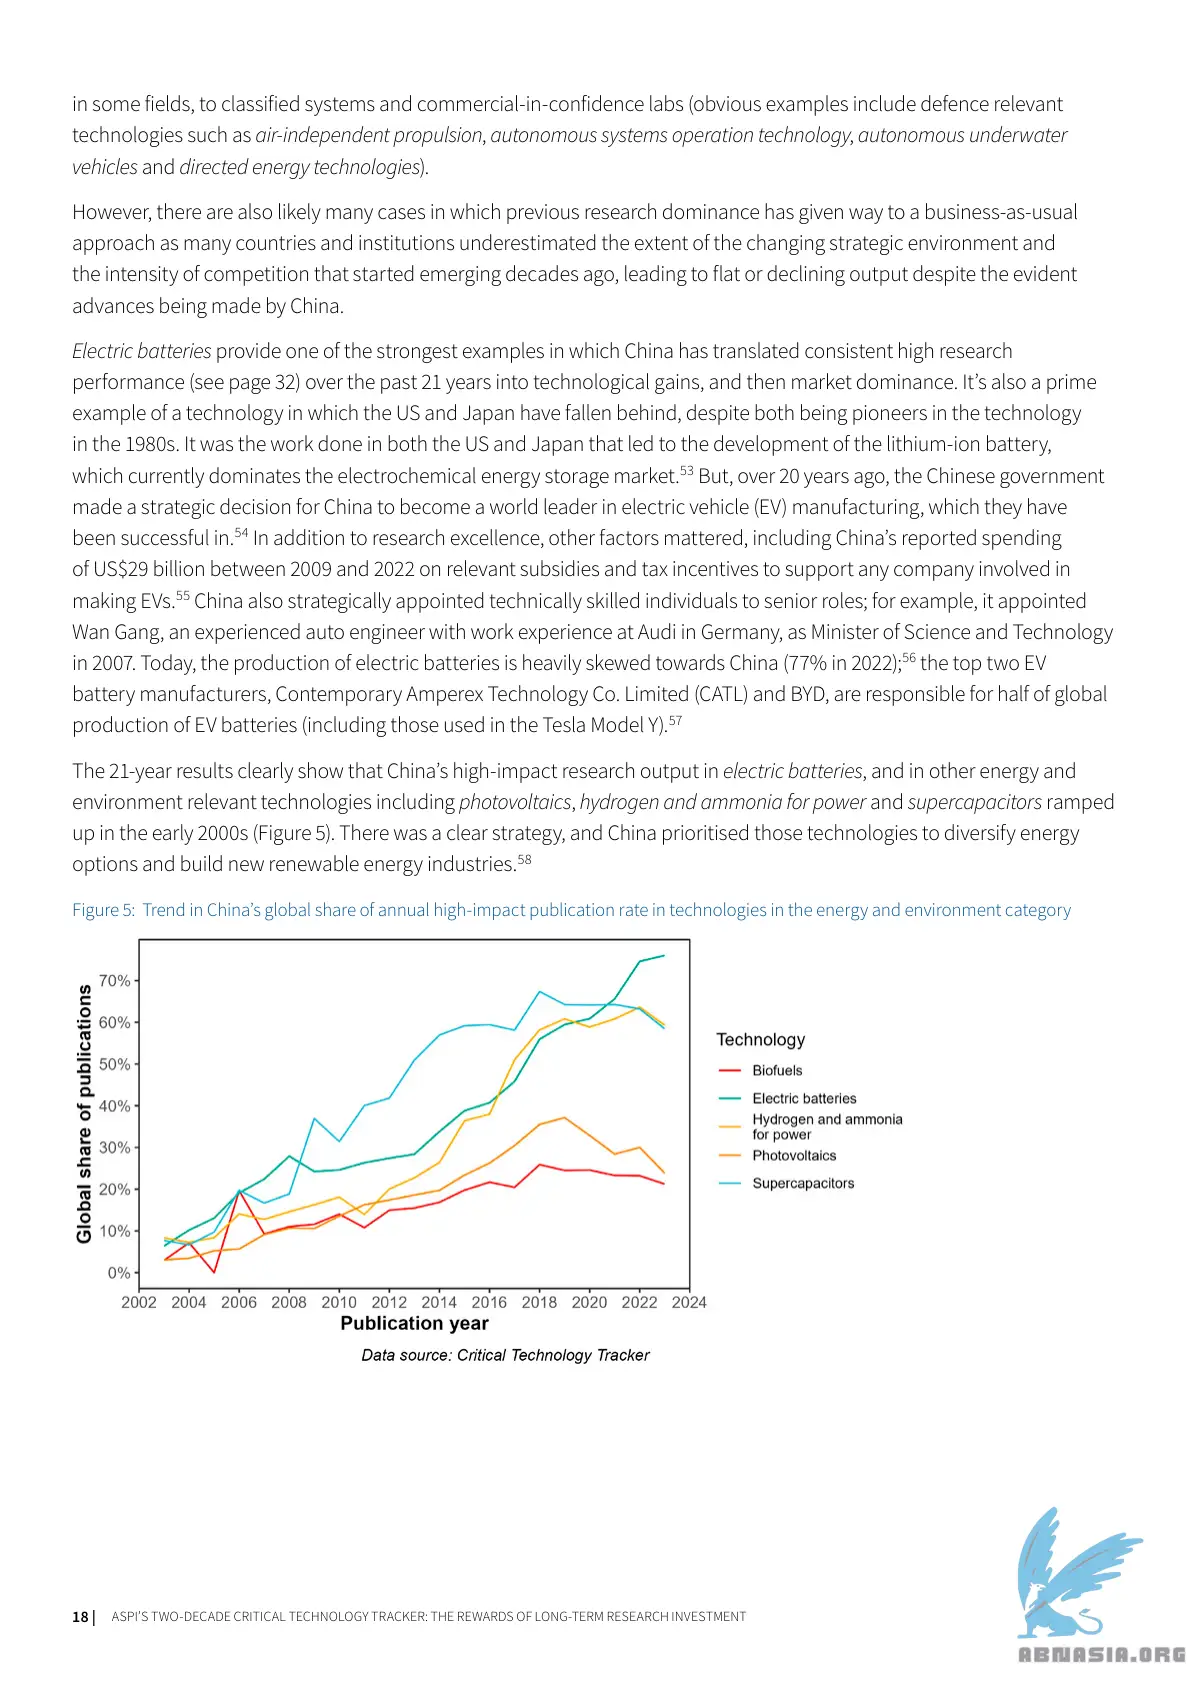 in some fields, to classified systems and commercial-in-confidence labs (obvious examples include defence relevant
technologies such as air-independent propulsion, autonomous systems operation technology, autonomous underwater
vehicles and directed energy technologies).
However, there are also likely many cases in which previous research dominance has given way to a business-as-usual
approach as many countries and institutions underestimated the extent of the changing strategic environment and
the intensity of competition that started emerging decades ago, leading to flat or declining output despite the evident
advances being made by China.
Electric batteries provide one of the strongest examples in which China has translated consistent high research
performance (see page 32) over the past 21 years into technological gains, and then market dominance. It's also a prime
example of a technology in which the US and Japan have fallen behind, despite both being pioneers in the technology
in the 1980s. It was the work done in both the US and Japan that led to the development of the lithium-ion battery,
which currently dominates the electrochemical energy storage market.53 But, over 20 years ago, the Chinese government
made a strategic decision for China to become a world leader in electric vehicle (EV) manufacturing, which they have
been successful in.54 In addition to research excellence, other factors mattered, including China's reported spending
of US$29 billion between 2009 and 2022 on relevant subsidies and tax incentives to support any company involved in
making EVs.55 China also strategically appointed technically skilled individuals to senior roles; for example, it appointed
Wan Gang, an experienced auto engineer with work experience at Audi in Germany, as Minister of Science and Technology
in 2007. Today, the production of electric batteries is heavily skewed towards China (77% in 2022);56 the top two EV
battery manufacturers, Contemporary Amperex Technology Co. Limited (CATL) and BYD, are responsible for half of global
production of EV batteries (including those used in the Tesla Model Y).57
The 21-year results clearly show that China's high-impact research output in electric batteries, and in other energy and
environment relevant technologies including photovoltaics, hydrogen and ammonia for power and supercapacitors ramped
up in the early 2000s (Figure 5). There was a clear strategy, and China prioritised those technologies to diversify energy
options and build new renewable energy industries.58
Figure 5: Trend in China's global share of annual high-impact publication rate in technologies in the energy and environment category
Global share of publications
70%
60%
50%
40%
30%
20%
10%
0%
2002 2004 2006 2008 2010 2012 2014 2016 2018 2020 2022 2024
Publication year
Data source: Critical Technology Tracker
Technology
Biofuels
Electric batteries
Hydrogen and ammonia
for power
Photovoltaics
Supercapacitors
18 | ASPI'S TWO-DECADE CRITICAL TECHNOLOGY TRACKER: THE REWARDS OF LONG-TERM RESEARCH INVESTMENT
ABNASIA.ORG